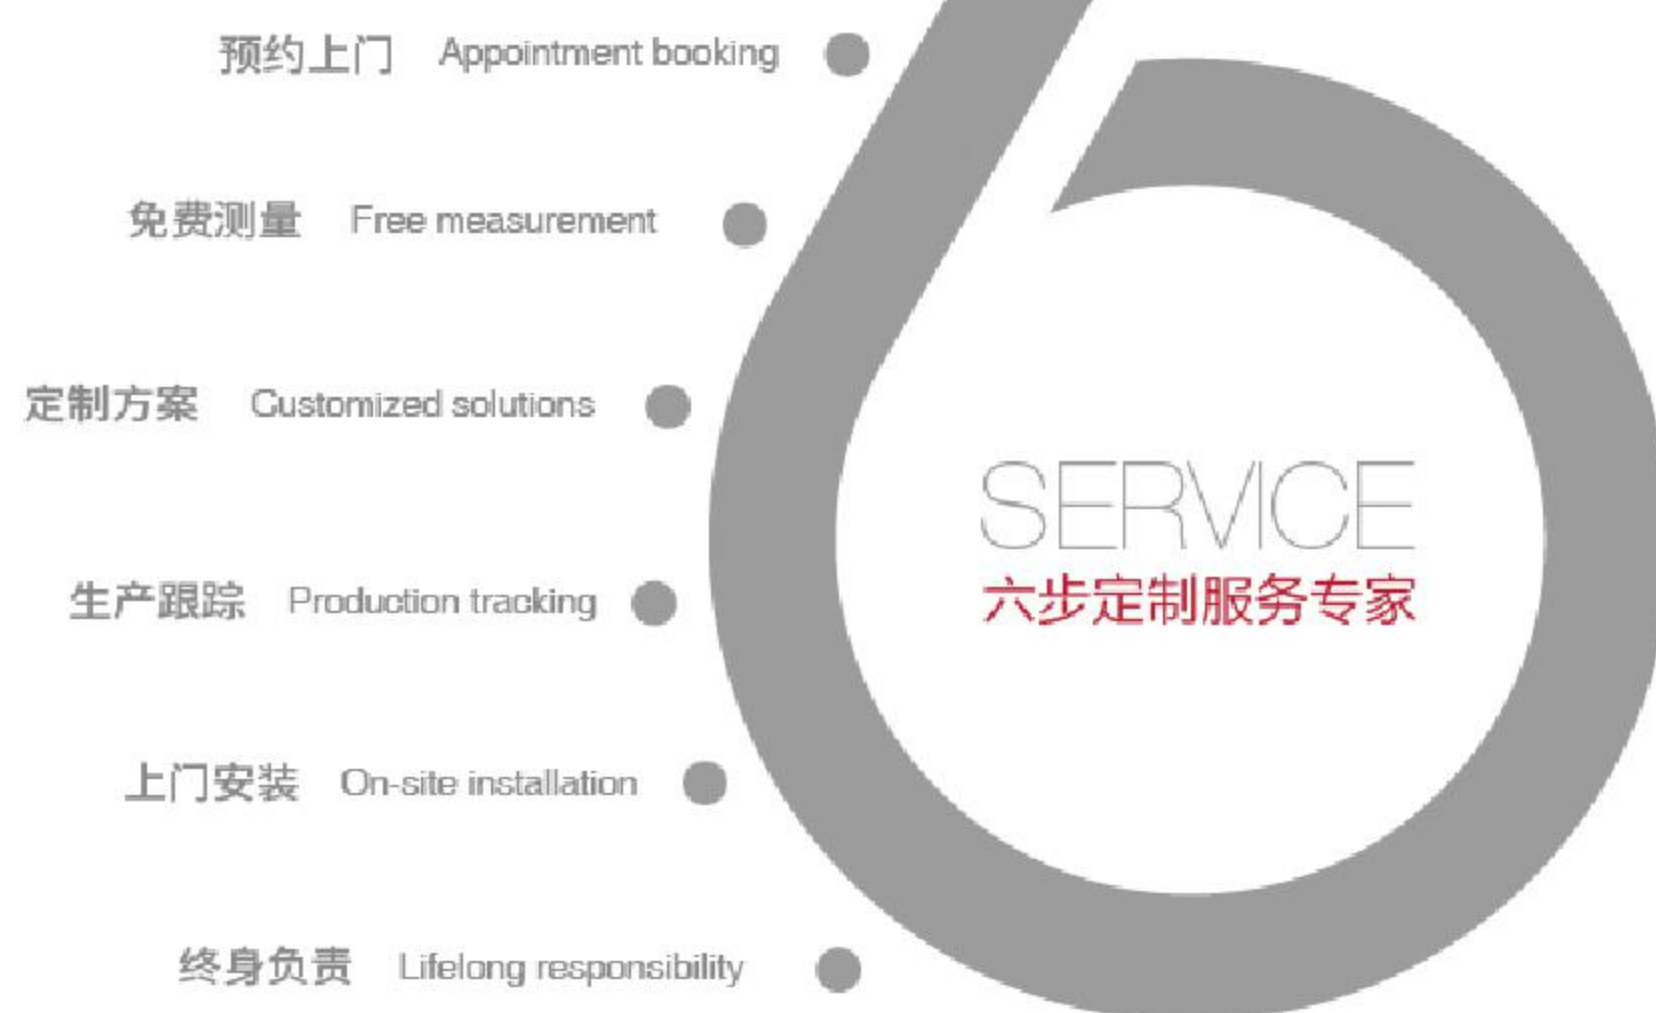 预约上门 Appointment booking
免费测量 Free measurement
定制方案 Customized solutions
SERVICE
六步定制服务专家
生产跟踪 Production tracking
上门安装 On-site installation
终身负责 Lifelong responsibility